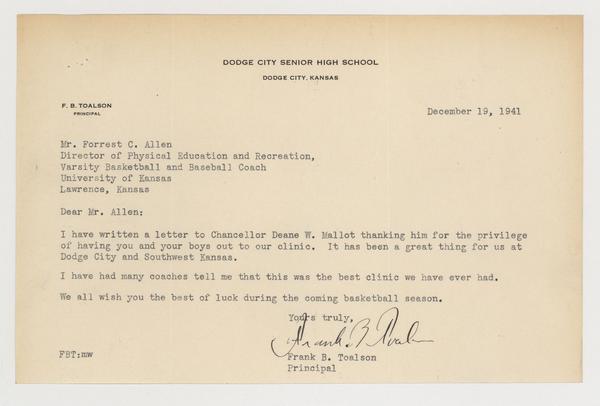 DODGE CITY SENIOR HIGH SCHOOL
DODGE CITY, KANSAS
F. B. TOALSON
PRINCIPAL
December 19, 1941
Mr. Forrest C. Allen
Director of Physical Education and Recreation,
Varsity Basketball and Baseball Coach
University of Kansas
Lawrence, Kansas
Dear Mr. Allen:
I have written a letter to Chancellor Deane W. Mallot thanking him for the privilege
of having you and your boys out to our clinic. It has been a great thing for us at
Dodge City and Southwest Kansas.
I have had many coaches tell me that this was the best clinic we have ever had.
We all wish you the best of luck during the coming basketball season.
Yours truly,
Frank B Toalson
Frank B. Toalson
Principal
FBT:mw